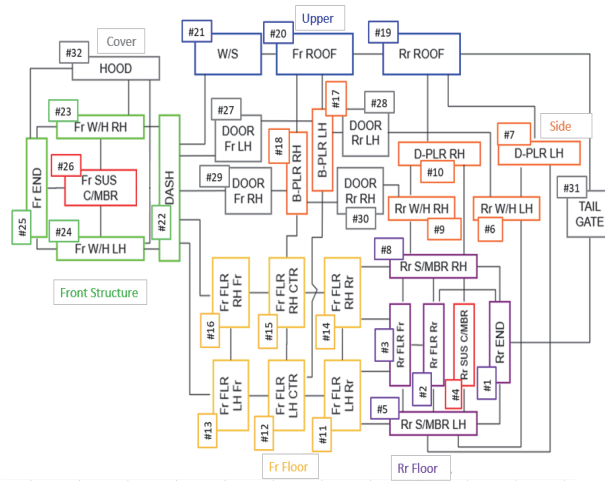 Upper
#21
#20
#19
#32
Cover
W/S
Fr ROOF
Rr ROOF
HOOD
#23
#27
#17
#28
Fr W/H RH
DOOR
Fr LH
B-PLR LH
DOOR
Rr LH
#7
Side
#18
D-PLR RH
D-PLR LH
#26
Fr END
Fr SUS
C/MBR
DASH
#29
DOOR
Fr RH
B-PLR RH
DOOR
Rr RH
#10
#31
TAIL
GATE
#25
#24
#22
#30
Rr W/H RH
Rr W/H LH
#9
#6
Fr W/H LH
#8
Rr S/MBR RH
Front Structure
Fr FLR
RH Fr
Fr FLR
RH CTR
Fr FLR
RH Rr
#16
#15
#14
#3
Rr FLR Fr
Rr FLR Rr
Rr SUS C/MBR
Rr END
#2
#4
#1
Fr FLR
LH Fr
Fr FLR
LH CTR
Fr FLR
LH Rr
#13
#12
#11
#5
Rr S/MBR LH
Fr Floor
Rr Floor